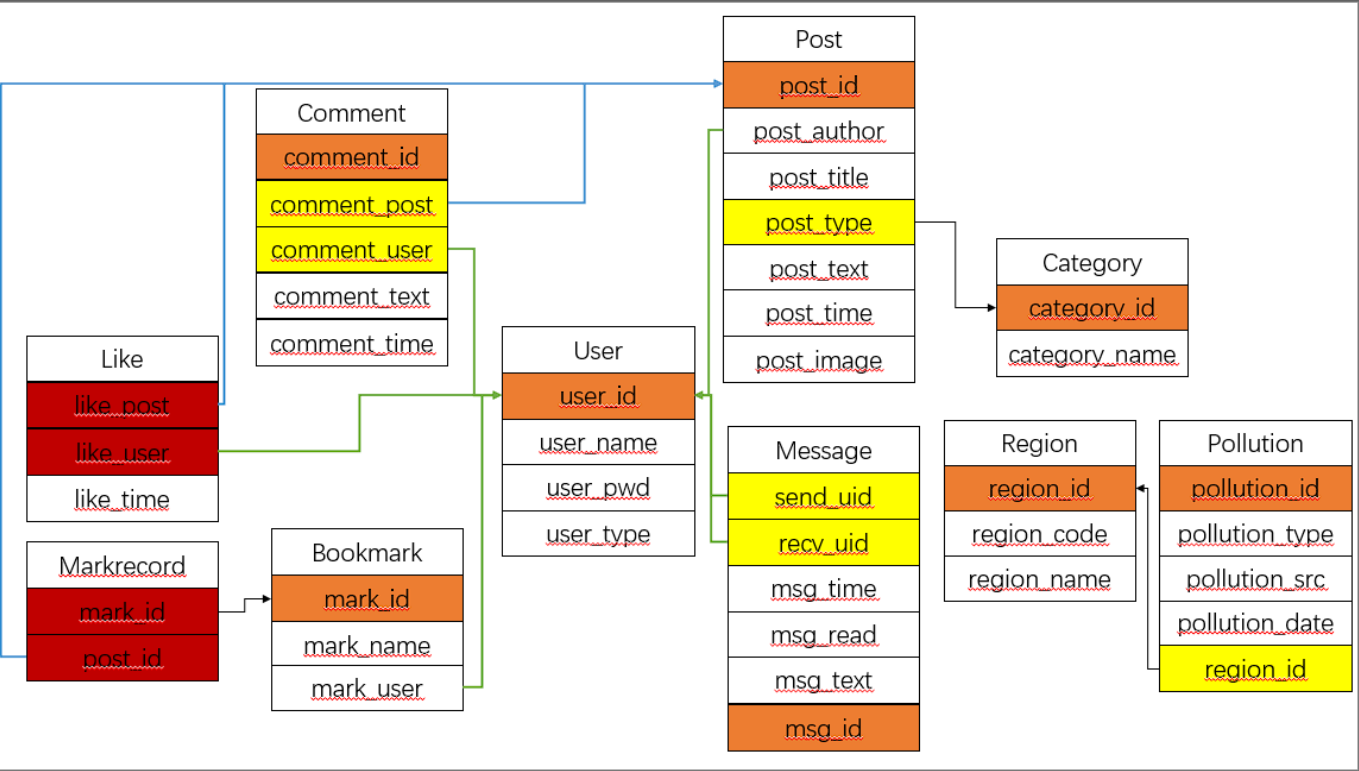 Post
post_id
post_author
post_title
post_type
post_text
post_time
post_image
Comment
comment_id
comment_post
comment_user
comment_text
comment_time
Category
category_id
category_name
Like
like_post
like_user
like_time
User
user_id
user_name
user_pwd
user_type
Message
send_uid
recv_uid
msg_time
msg_read
msg_text
msg_id
Region
region_id
region_code
region_name
Pollution
pollution_id
pollution_type
pollution_src
pollution_date
region_id
Markrecord
mark_id
post_id
Bookmark
mark_id
mark_name
mark_user